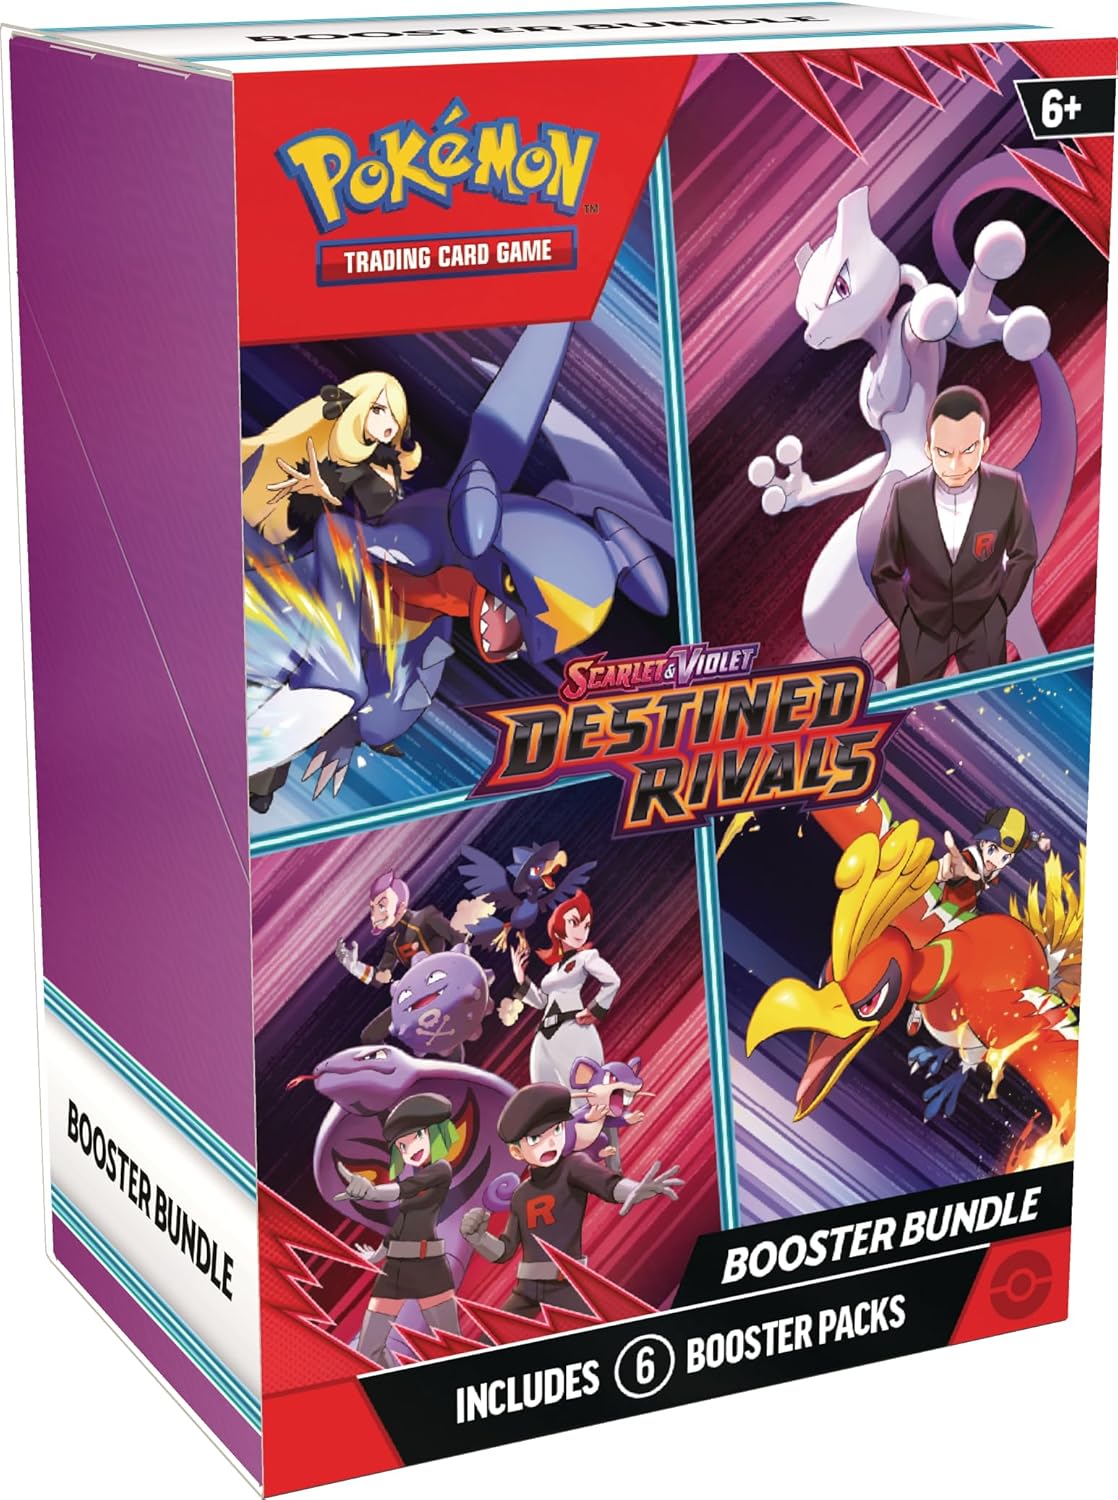 BOOSTER BUNDLE
6+
POKéMON
TM
TRADING CARD GAME
R
SCARLET & VIOLET
DESTINED
RIVALS
R
BOOSTER BUNDLE
BOOSTER BUNDLE
INCLUDES 6 BOOSTER PACKS